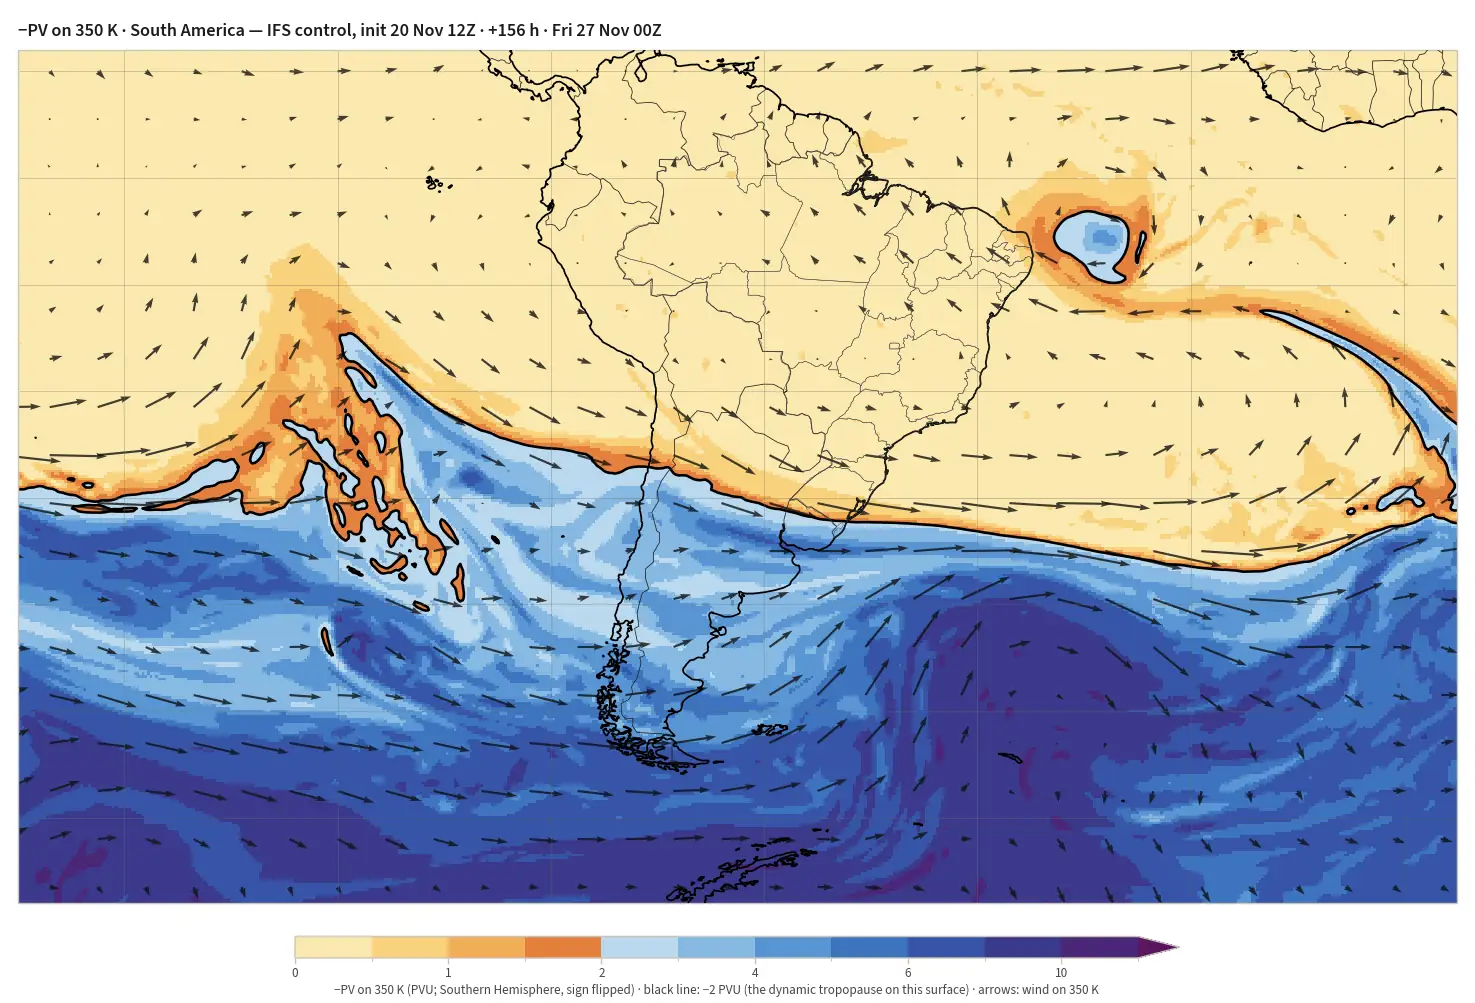 −PV on 350 K · South America — IFS control, init 20 Nov 12Z · +156 h · Fri 27 Nov 00Z
0 1 2 4 6 10
−PV on 350 K (PVU; Southern Hemisphere, sign flipped) · black line: −2 PVU (the dynamic tropopause on this surface) · arrows: wind on 350 K